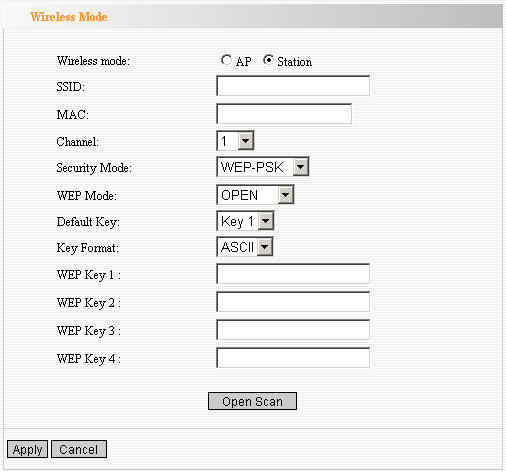 Wireless Mode
Wireless mode: AP Station
SSID:
MAC:
Channel: 1
Security Mode: WEP-PSK
WEP Mode: OPEN
Default Key: Key 1
Key Format: ASCII
WEP Key 1 :
WEP Key 2 :
WEP Key 3 :
WEP Key 4 :
Open Scan
Apply Cancel